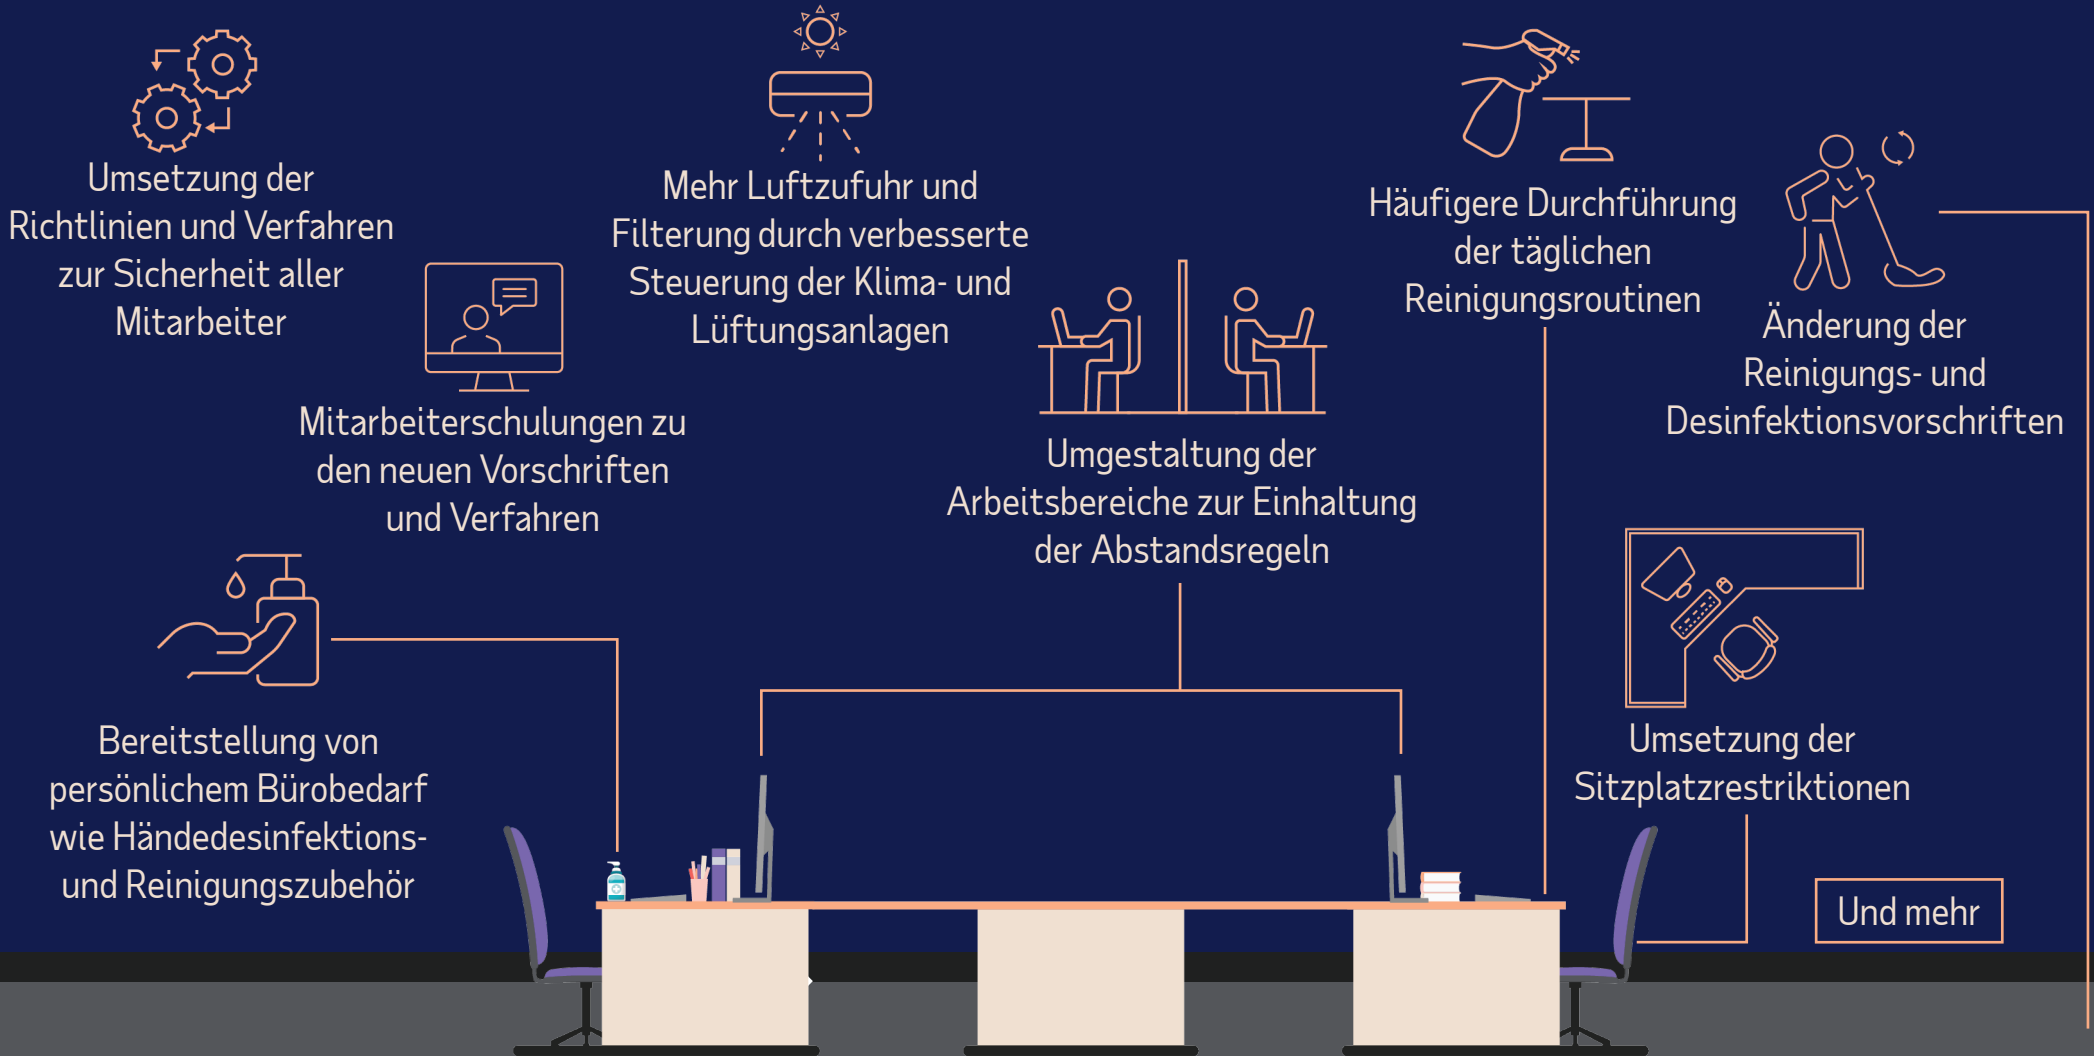 Umsetzung der
Richtlinien und Verfahren
zur Sicherheit aller
Mitarbeiter
Mitarbeiterschulungen zu
den neuen Vorschriften
und Verfahren
Mehr Luftzufuhr und
Filterung durch verbesserte
Steuerung der Klima- und
Lüftungsanlagen
Umgestaltung der
Arbeitsbereiche zur Einhaltung
der Abstandsregeln
Häufigere Durchführung
der täglichen
Reinigungsroutinen
Änderung der
Reinigungs- und
Desinfektionsvorschriften
Bereitstellung von
persönlichem Bürobedarf
wie Händedesinfektions-
und Reinigungszubehör
Umsetzung der
Sitzplatzrestriktionen
Und mehr